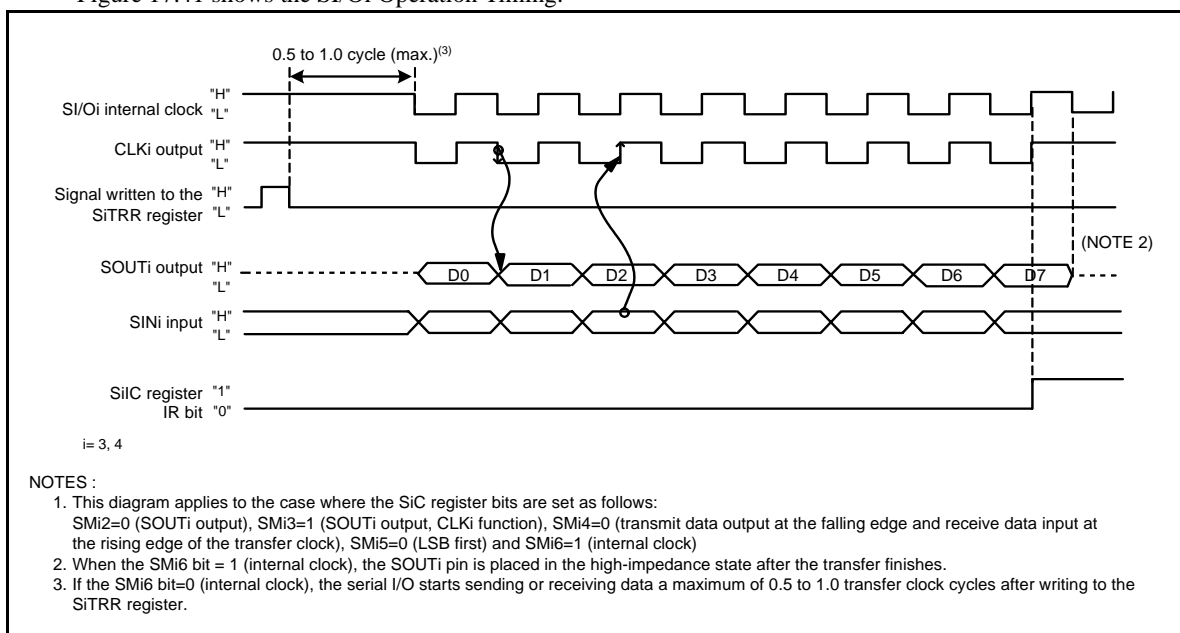 Figure 17.41 shows the SI/Oi Operation Timing.
0.5 to 1.0 cycle (max.)(3)
SI/Oi internal clock "H"
"L"
CLKi output "H"
"L"
Signal written to the "H"
SiTRR register "L"
(NOTE 2)
SOUTi output "H"
"L"
D0 D1 D2 D3 D4 D5 D6 D7
SINi input "H"
"L"
SiIC register "1"
IR bit "0"
i= 3, 4
NOTES :
1. This diagram applies to the case where the SiC register bits are set as follows:
SMi2=0 (SOUTi output), SMi3=1 (SOUTi output, CLKi function), SMi4=0 (transmit data output at the falling edge and receive data input at
the rising edge of the transfer clock), SMi5=0 (LSB first) and SMi6=1 (internal clock)
2. When the SMi6 bit = 1 (internal clock), the SOUTi pin is placed in the high-impedance state after the transfer finishes.
3. If the SMi6 bit=0 (internal clock), the serial I/O starts sending or receiving data a maximum of 0.5 to 1.0 transfer clock cycles after writing to the
SiTRR register.